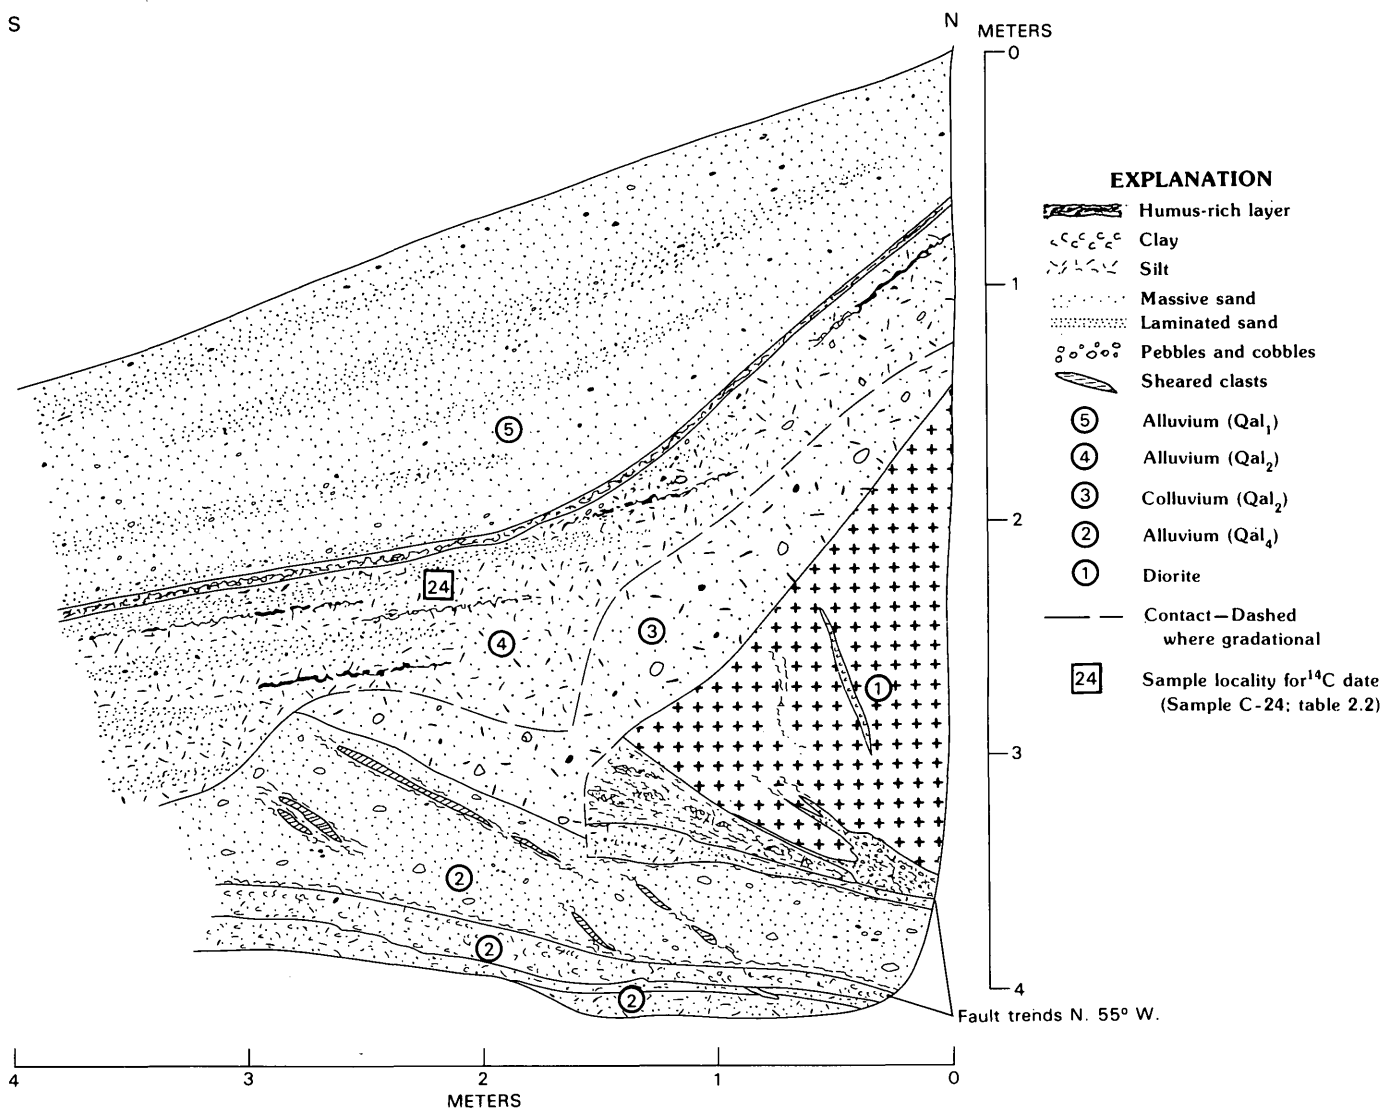 S
N
METERS
0
1
2
3
4
EXPLANATION
Humus-rich layer
Clay
Silt
Massive sand
Laminated sand
Pebbles and cobbles
Sheared clasts
5 Alluvium (Qal₁)
4 Alluvium (Qal₂)
3 Colluvium (Qal₂)
2 Alluvium (Qal₄)
1 Diorite
Contact—Dashed
where gradational
24 Sample locality for ¹⁴C date
(Sample C-24; table 2.2)
5
24
4
3
1
2
2
2
Fault trends N. 55° W.
4
3
2
1
0
METERS